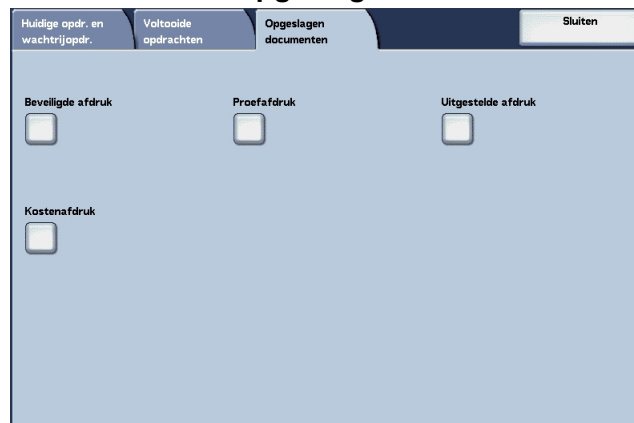 Huidige opdr. en
wachtrijopdr.
Voltooide
opdrachten
Opgeslagen
documenten
Sluiten
Beveiligde afdruk
Proefafdruk
Uitgestelde afdruk
Kostenafdruk